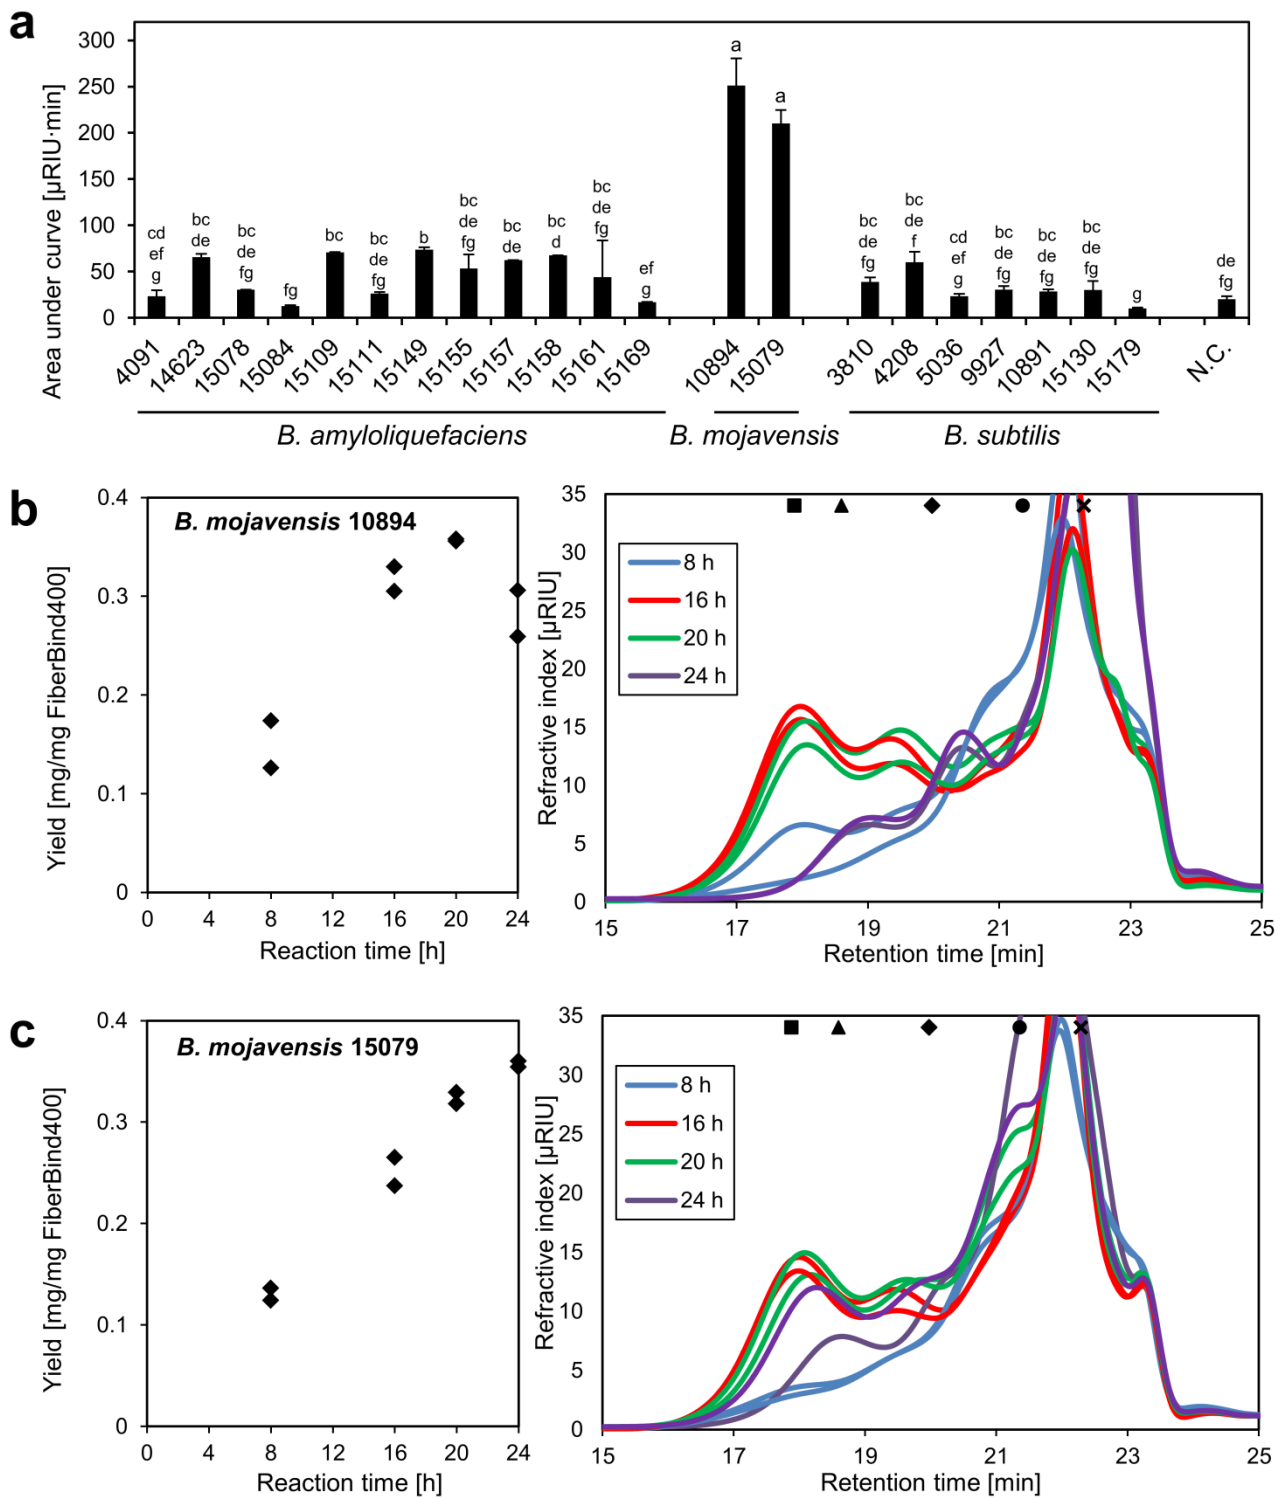 a
Area under curve [µRIU·min]
300
250
200
150
100
50
0
cd
ef
g
bc
de
bc
de
fg
fg
bc
bc
de
fg
b
bc
de
fg
bc
de
bc
d
bc
de
fg
ef
g
a
a
bc
de
fg
bc
de
f
cd
ef
g
bc
de
fg
bc
de
fg
bc
de
fg
g
de
fg
4091
14623
15078
15084
15109
15111
15149
15155
15157
15158
15161
15169
10894
15079
3810
4208
5036
9927
10891
15130
15179
N.C.
B. amyloliquefaciens
B. mojavensis
B. subtilis
b
B. mojavensis 10894
Yield [mg/mg FiberBind400]
0.4
0.3
0.2
0.1
0
0 4 8 12 16 20 24
Reaction time [h]
Refractive index [µRIU]
35
30
25
20
15
10
5
0
8 h
16 h
20 h
24 h
15 17 19 21 23 25
Retention time [min]
c
B. mojavensis 15079
Yield [mg/mg FiberBind400]
0.4
0.3
0.2
0.1
0
0 4 8 12 16 20 24
Reaction time [h]
Refractive index [µRIU]
35
30
25
20
15
10
5
0
8 h
16 h
20 h
24 h
15 17 19 21 23 25
Retention time [min]